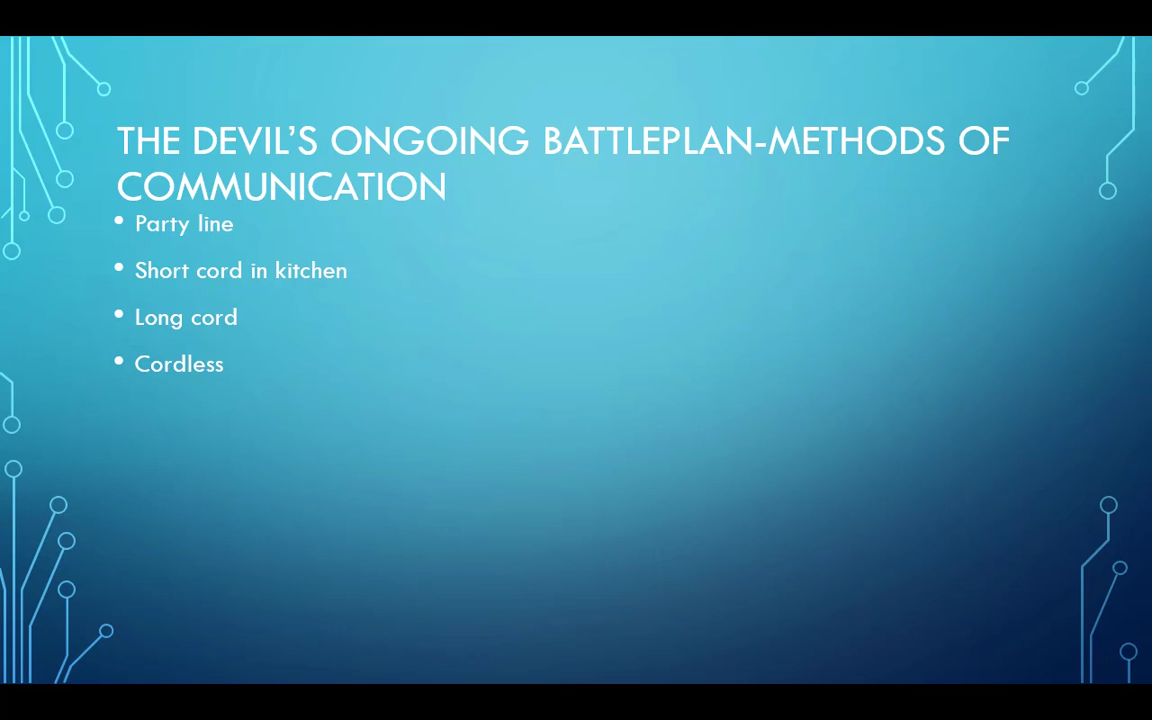 THE DEVIL’S ONGOING BATTLEPLAN-METHODS OF
COMMUNICATION
• Party line
• Short cord in kitchen
• Long cord
• Cordless